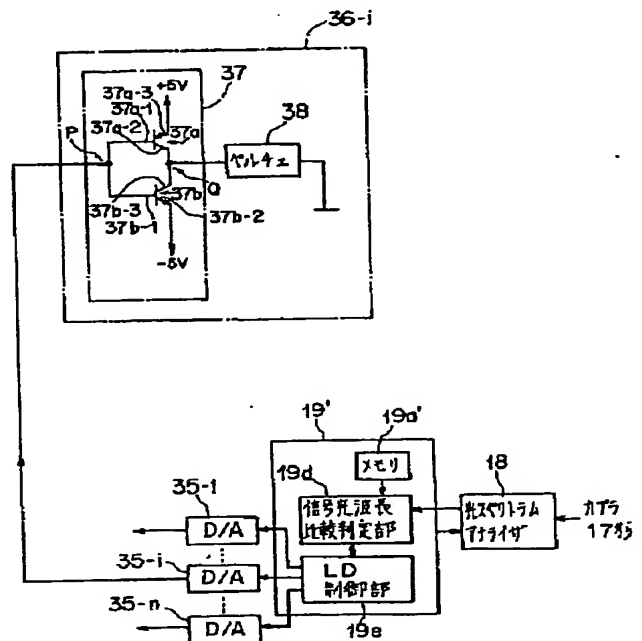 36-i
37
37a-3
+5V
37a-1
37a
37a-2
P
38
ペルチェ
Q
37b
37b-3
37b-2
37b-1
-5V
19'
19a'
メモリ
19d
18
35-1
信号光波長
比較判定部
光スペクトラム
アナライザ
カプラ
17から
D/A
35-i
D/A
LD
制御部
35-n
D/A
19e